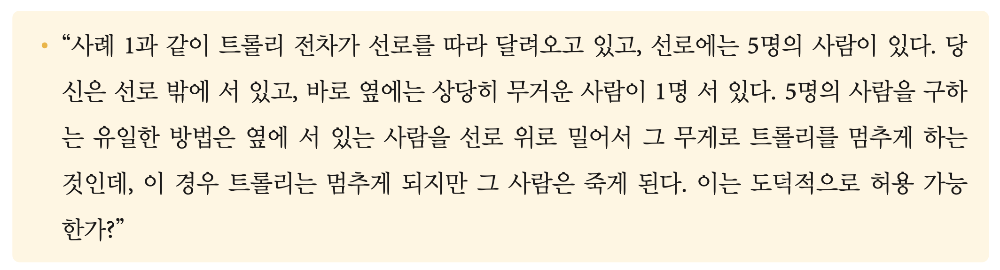 • “사례 1과 같이 트롤리 전차가 선로를 따라 달려오고 있고, 선로에는 5명의 사람이 있다. 당
신은 선로 밖에 서 있고, 바로 옆에는 상당히 무거운 사람이 1명 서 있다. 5명의 사람을 구하
는 유일한 방법은 옆에 서 있는 사람을 선로 위로 밀어서 그 무게로 트롤리를 멈추게 하는
것인데, 이 경우 트롤리는 멈추게 되지만 그 사람은 죽게 된다. 이는 도덕적으로 허용 가능
한가?”